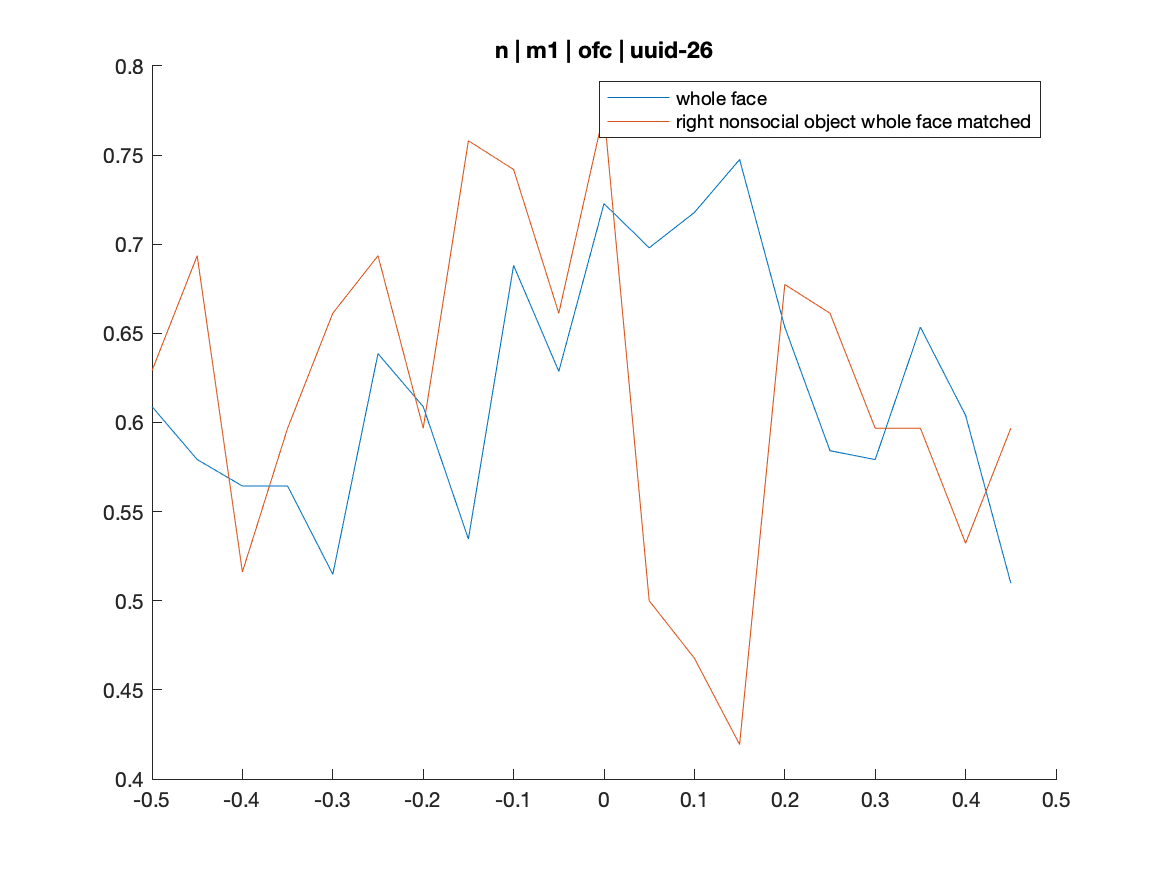 n | m1 | ofc | uuid-26
whole face
right nonsocial object whole face matched
0.8
0.75
0.7
0.65
0.6
0.55
0.5
0.45
0.4
-0.5 -0.4 -0.3 -0.2 -0.1 0 0.1 0.2 0.3 0.4 0.5